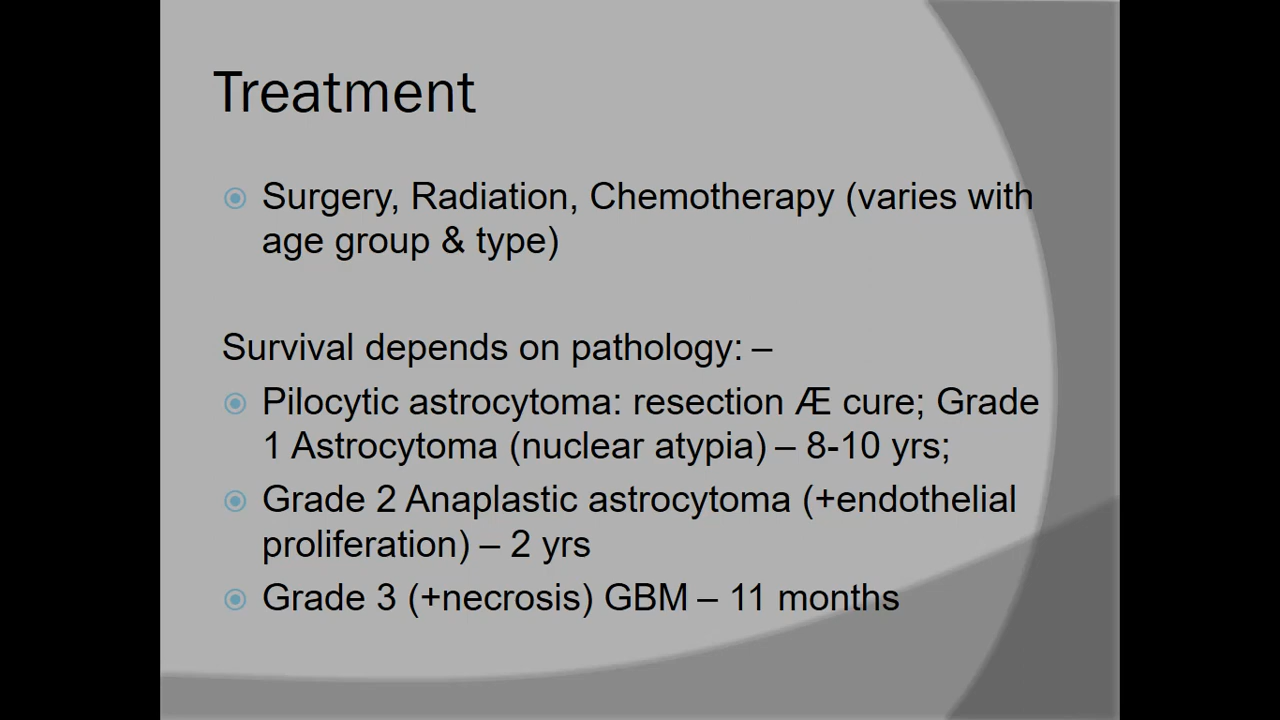 Treatment
Surgery, Radiation, Chemotherapy (varies with
age group & type)
Survival depends on pathology: –
Pilocytic astrocytoma: resection Æ cure; Grade
1 Astrocytoma (nuclear atypia) – 8-10 yrs;
Grade 2 Anaplastic astrocytoma (+endothelial
proliferation) – 2 yrs
Grade 3 (+necrosis) GBM – 11 months